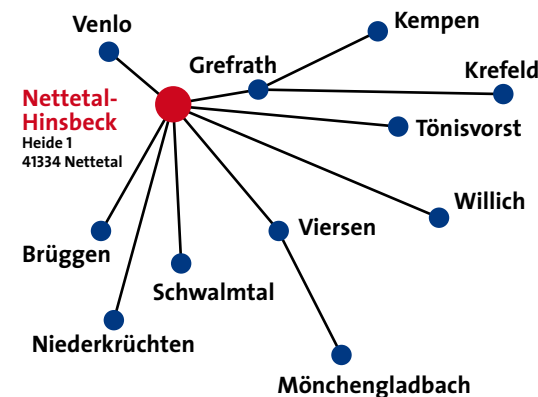 Venlo
Kempen
Grefrath
Krefeld
Nettetal-
Hinsbeck
Heide 1
41334 Nettetal
Tönisvorst
Willich
Viersen
Brüggen
Schwalmtal
Niederkrüchten
Mönchengladbach